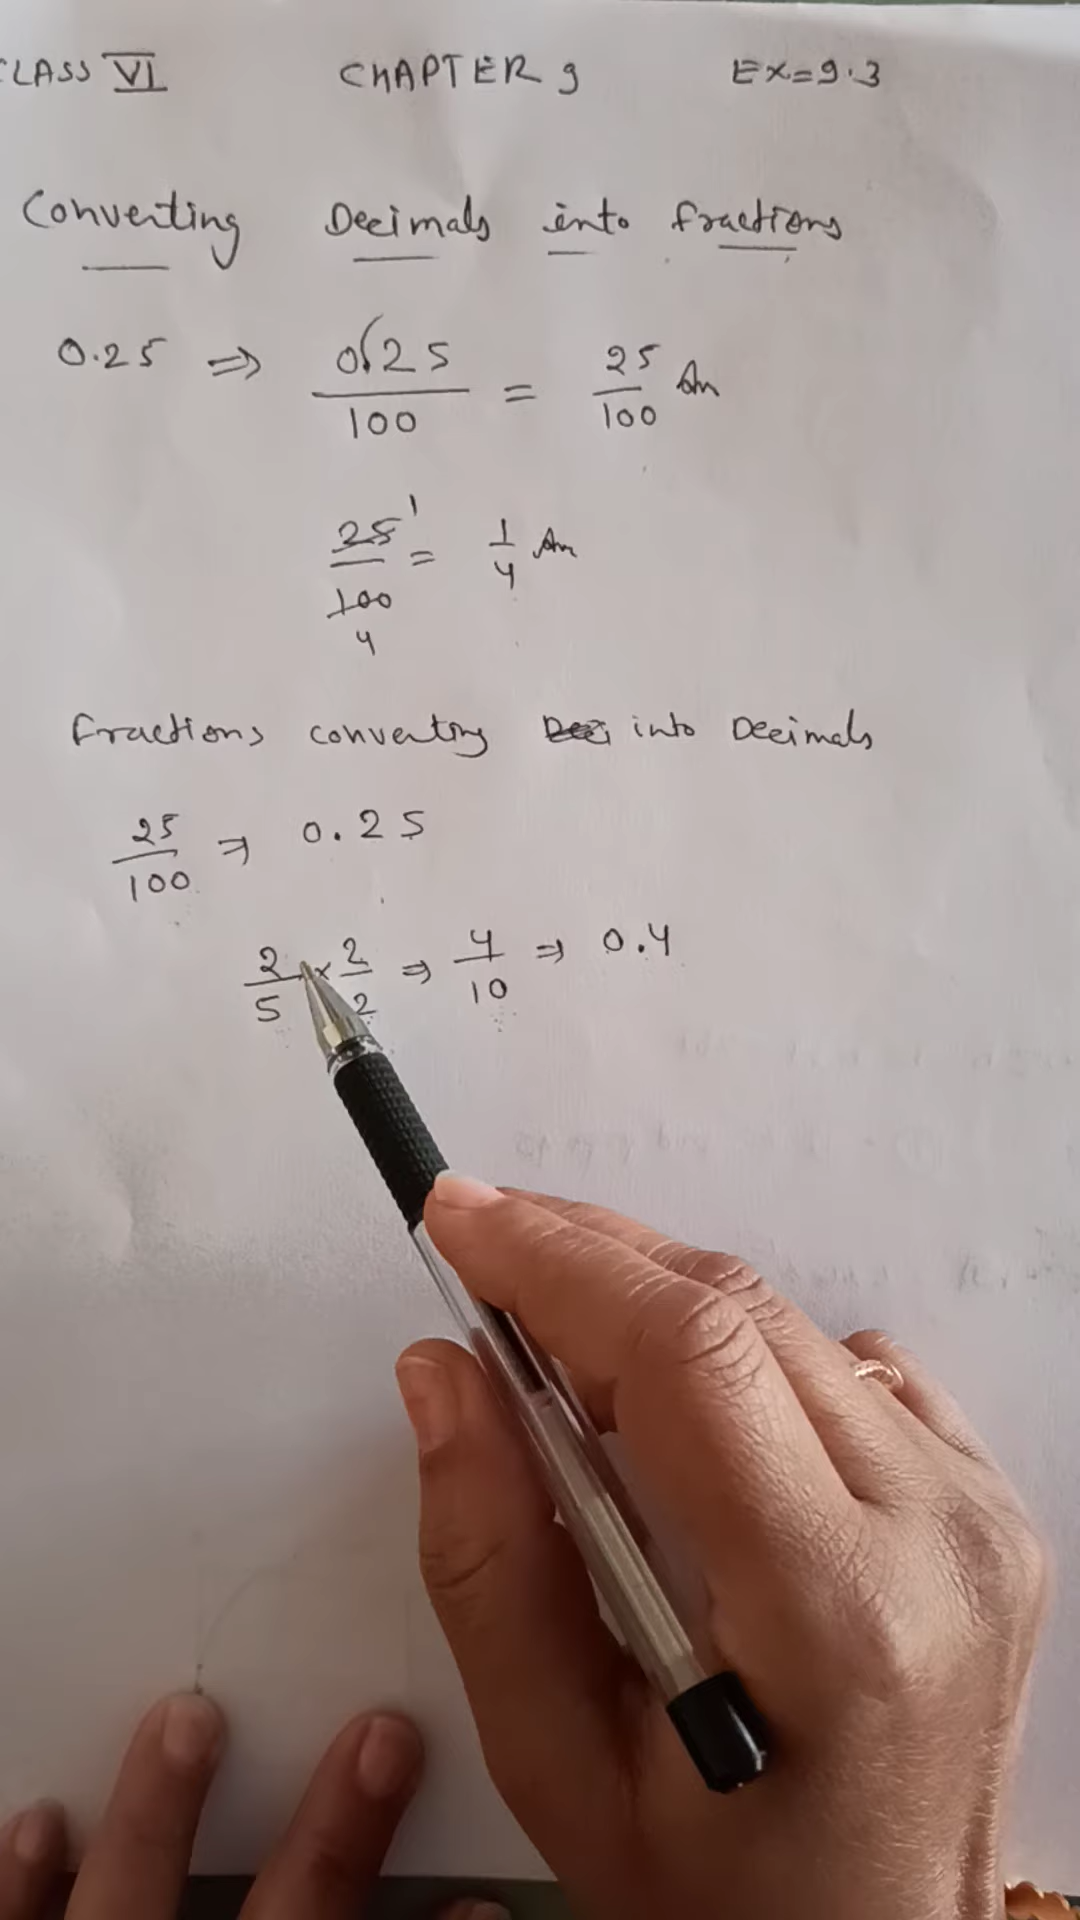 CLASS VI CHAPTER 9 EX=9.3
Converting Decimals into fractions
0.25 ⇒ 0.25/100 = 25/100 An
25/100 = 1/4 An
1
4
fractions converting into Decimals
25/100 ⇒ 0.25
2/5 × 2/2 ⇒ 4/10 ⇒ 0.4